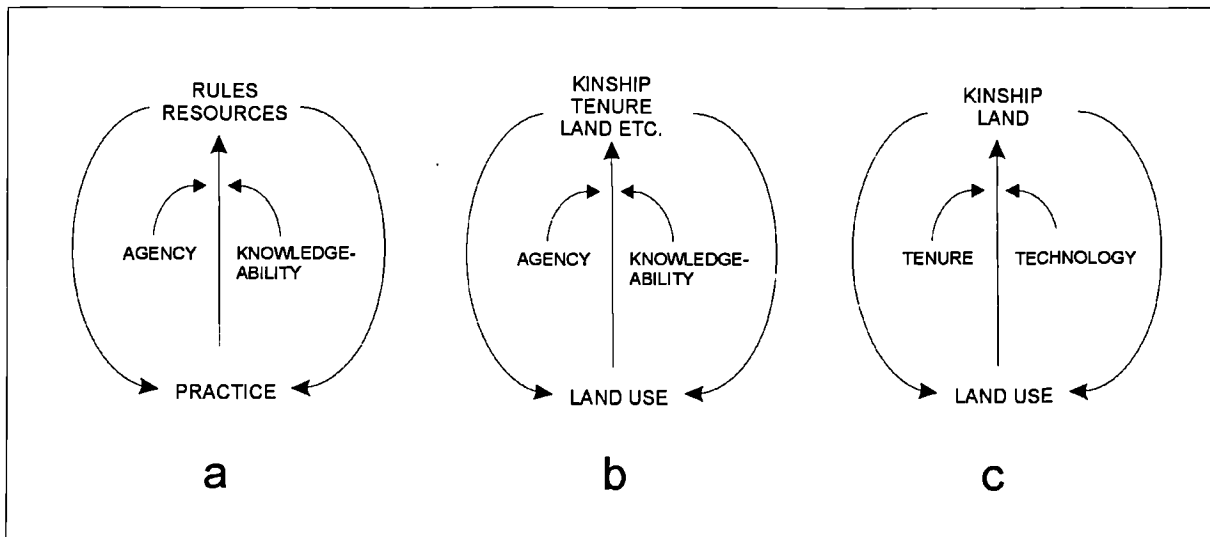 RULES
RESOURCES
AGENCY
KNOWLEDGE-
ABILITY
PRACTICE
a
KINSHIP
TENURE
LAND ETC.
AGENCY
KNOWLEDGE-
ABILITY
LAND USE
b
KINSHIP
LAND
TENURE
TECHNOLOGY
LAND USE
c